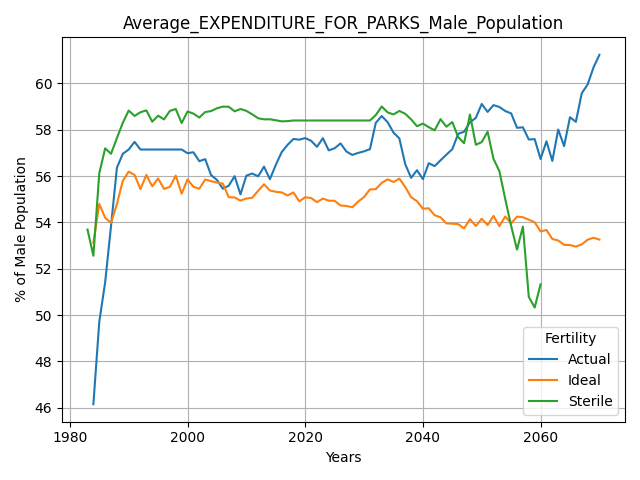 Average_EXPENDITURE_FOR_PARKS_Male_Population
% of Male Population
60
58
56
54
52
50
48
46
1980
2000
2020
2040
2060
Years
Fertility
Actual
Ideal
Sterile